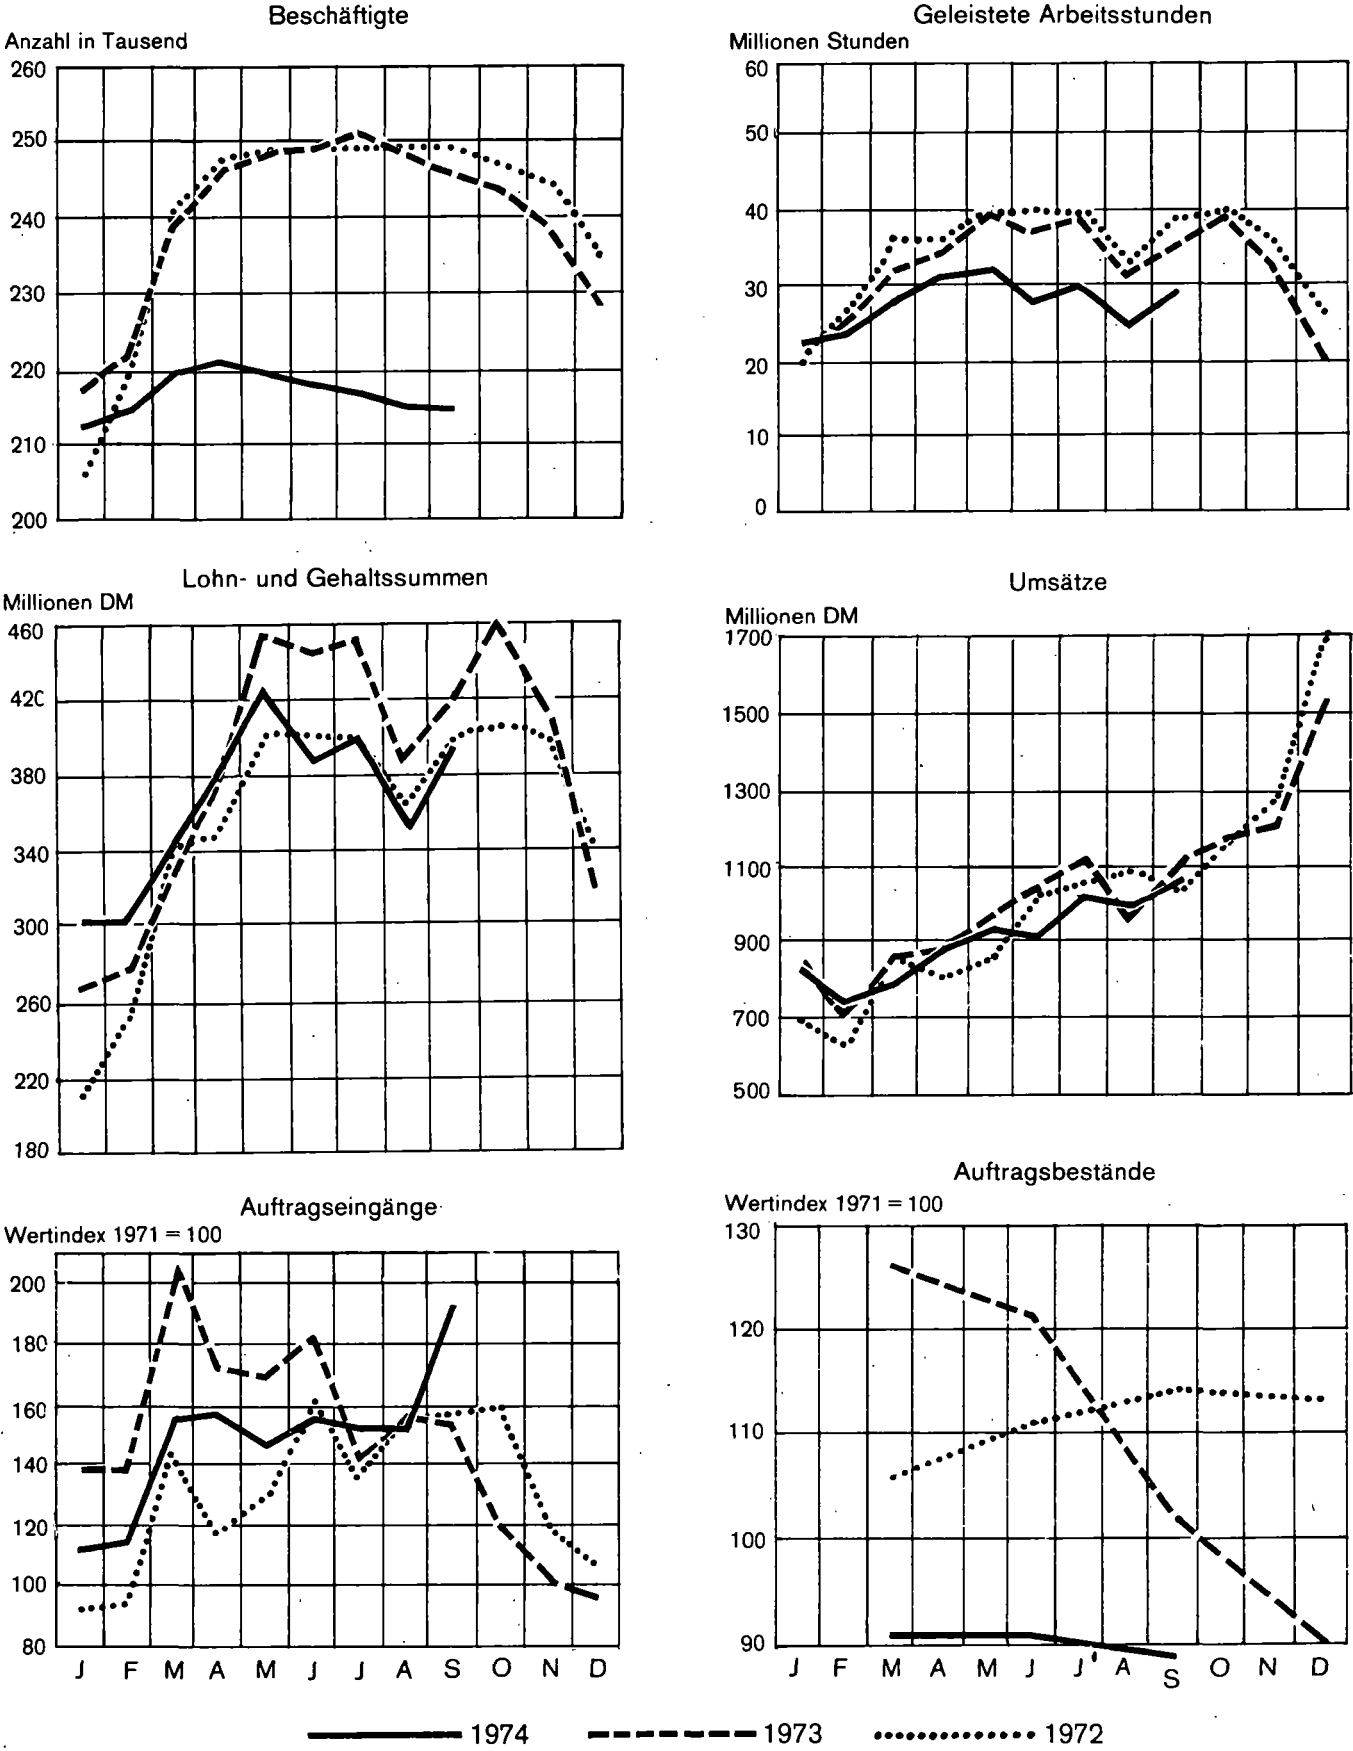 Beschäftigte
Anzahl in Tausend
260
250
240
230
220
210
200
Geleistete Arbeitsstunden
Millionen Stunden
60
50
40
30
20
10
0
Lohn- und Gehaltssummen
Millionen DM
460
420
380
340
300
260
220
180
Umsätze
Millionen DM
1700
1500
1300
1100
900
700
500
Auftragseingänge
Wertindex 1971 = 100
200
180
160
140
120
100
80
J F M A M J J A S O N D
Auftragsbestände
Wertindex 1971 = 100
130
120
110
100
90
J F M A M J J A S O N D
1974 1973 1972